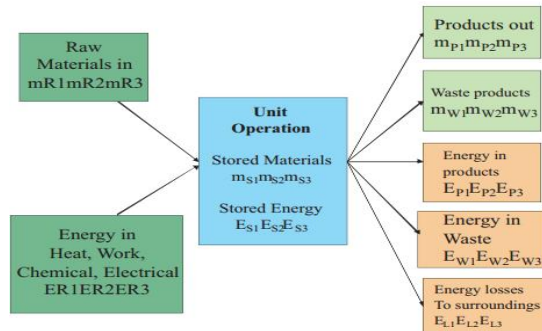 Raw
Materials in
mR1mR2mR3
Energy in
Heat, Work,
Chemical, Electrical
ER1ER2ER3
Unit
Operation
Stored Materials
mS1mS2mS3
Stored Energy
ES1ES2ES3
Products out
mP1mP2mP3
Waste products
mW1mW2mW3
Energy in
products
EP1EP2EP3
Energy in
Waste
EW1EW2EW3
Energy losses
To surroundings
EL1EL2EL3